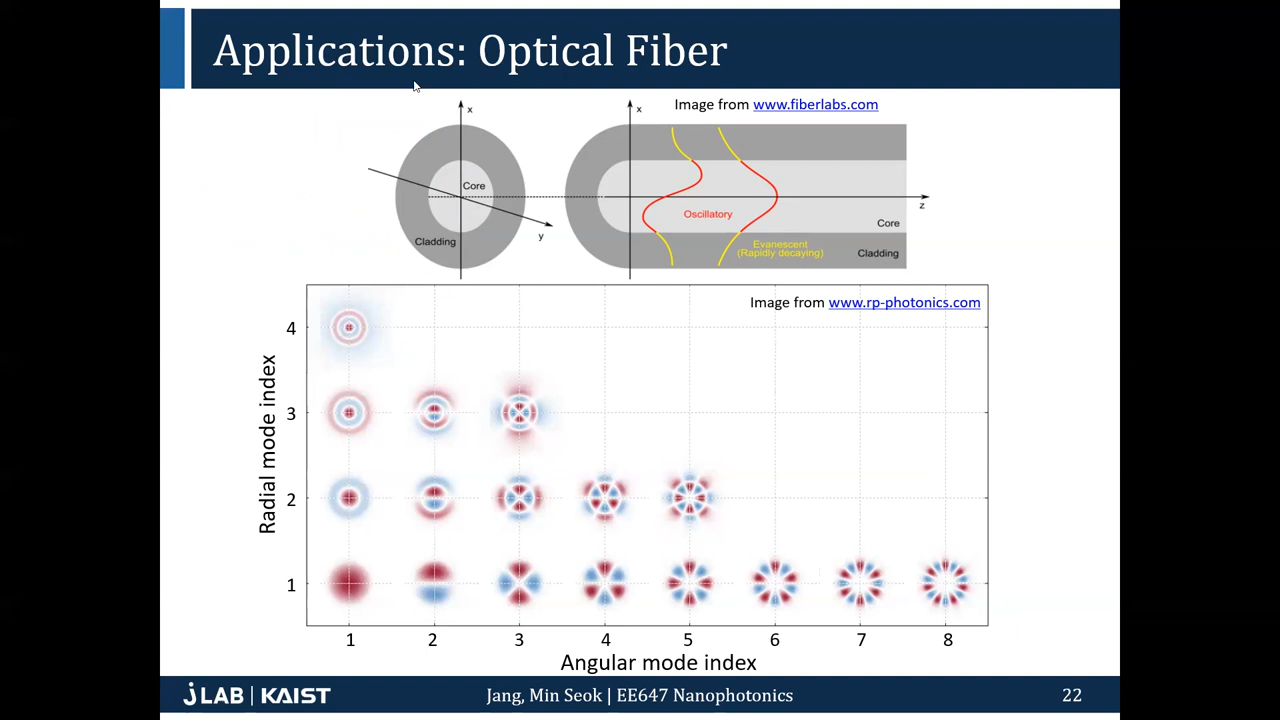 Applications: Optical Fiber
Image from www.fiberlabs.com
x
x
Core
y
Cladding
Oscillatory
z
Core
Evanescent
(Rapidly decaying)
Cladding
Image from www.rp-photonics.com
Radial mode index
4
3
2
1
1 2 3 4 5 6 7 8
Angular mode index
JLAB | KAIST
Jang, Min Seok | EE647 Nanophotonics
22